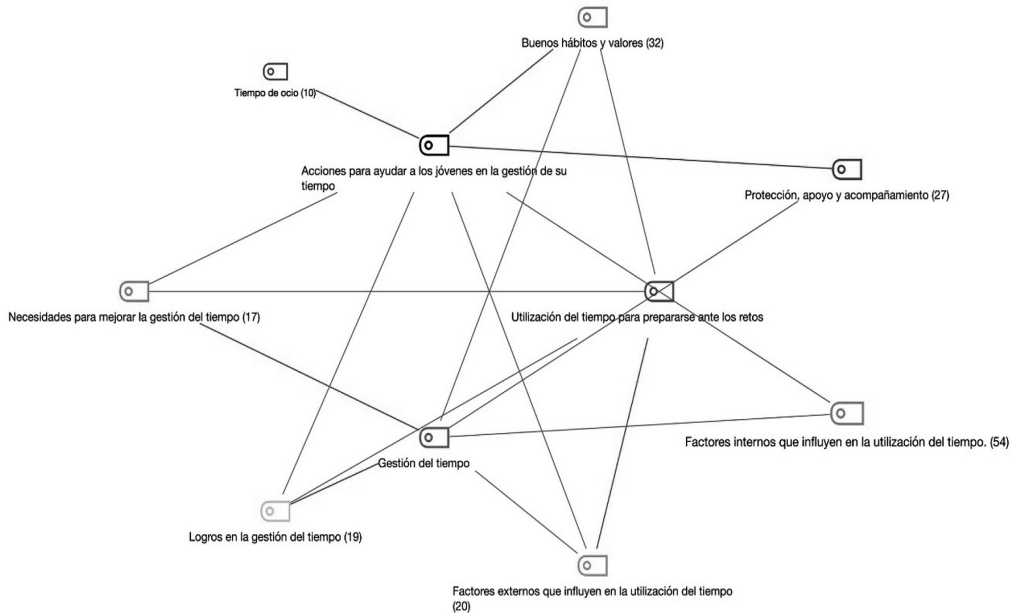 Buenos hábitos y valores (32)
Tiempo de ocio (10)
Acciones para ayudar a los jóvenes en la gestión de su
tiempo
Protección, apoyo y acompañamiento (27)
Necesidades para mejorar la gestión del tiempo (17)
Utilización del tiempo para prepararse ante los retos
Factores internos que influyen en la utilización del tiempo. (54)
Gestión del tiempo
Logros en la gestión del tiempo (19)
Factores externos que influyen en la utilización del tiempo
(20)